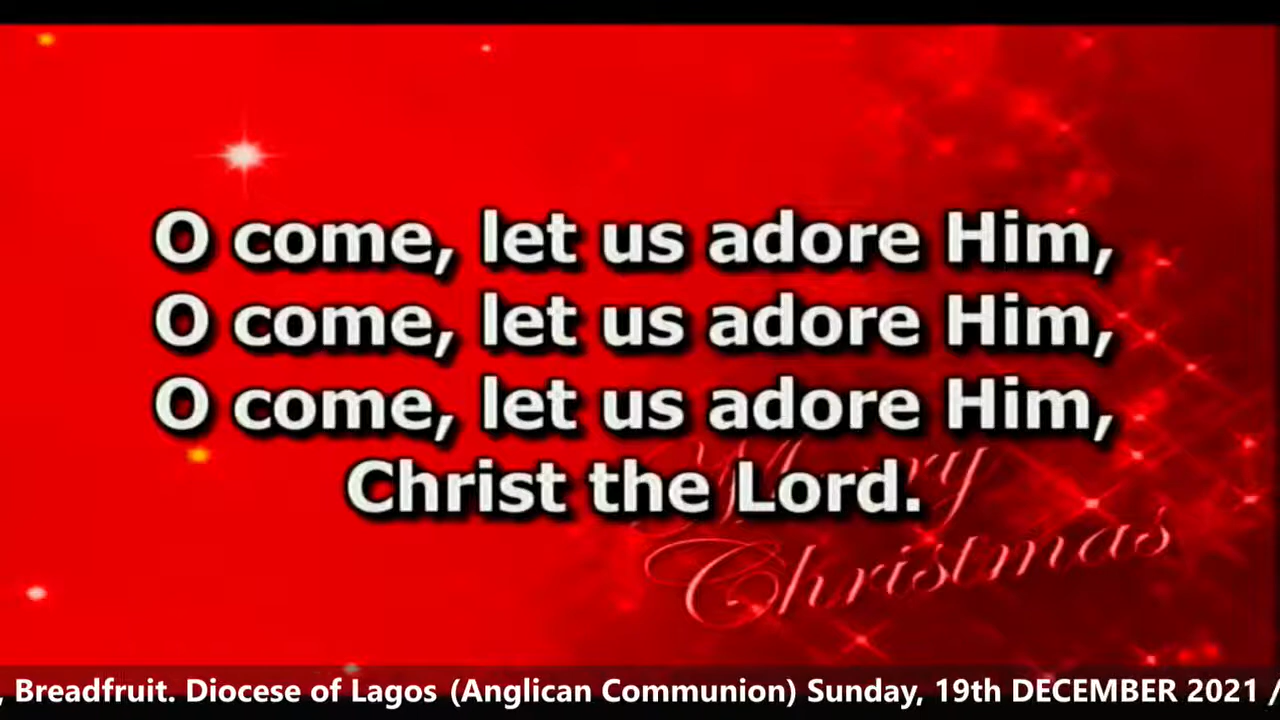 O come, let us adore Him,
O come, let us adore Him,
O come, let us adore Him,
Christ the Lord.
Merry
Christmas
, Breadfruit. Diocese of Lagos (Anglican Communion) Sunday, 19th DECEMBER 2021 /